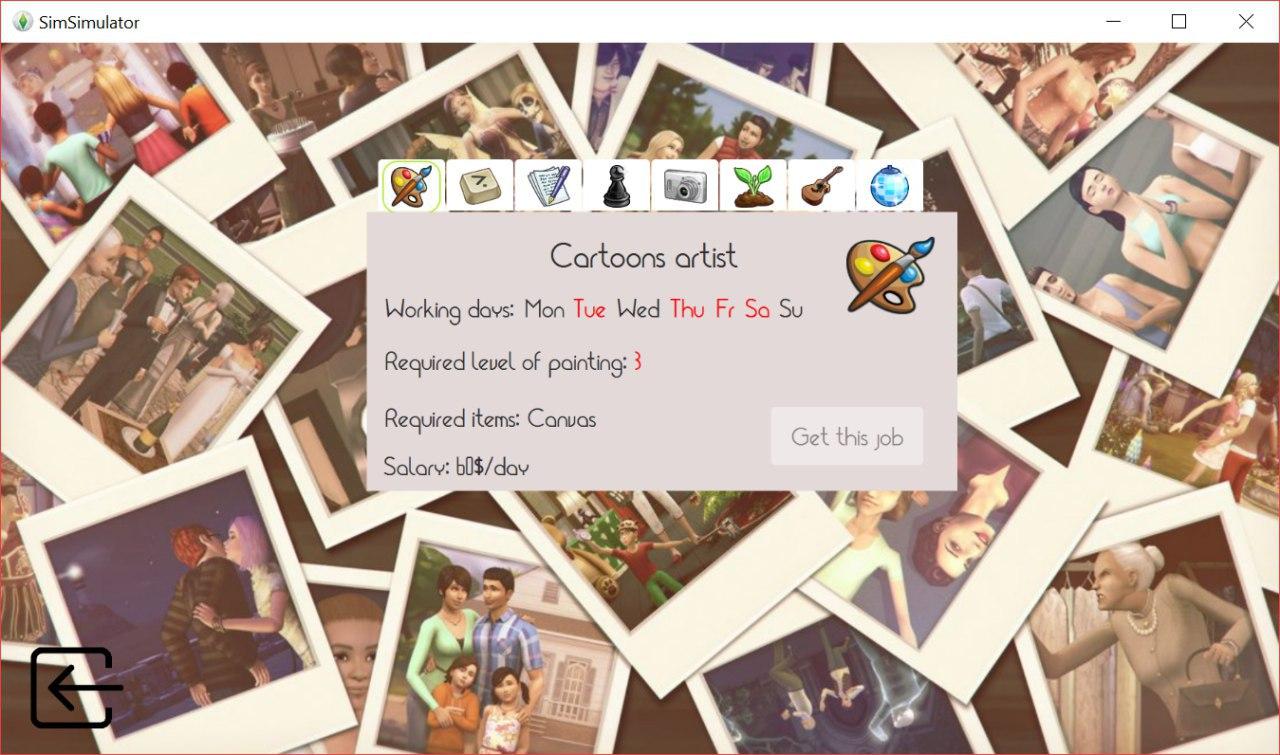 SimSimulator
Cartoons artist
Working days: Mon Tue Wed Thu Fr Sa Su
Required level of painting: 3
Required items: Canvas
Get this job
Salary: $/day